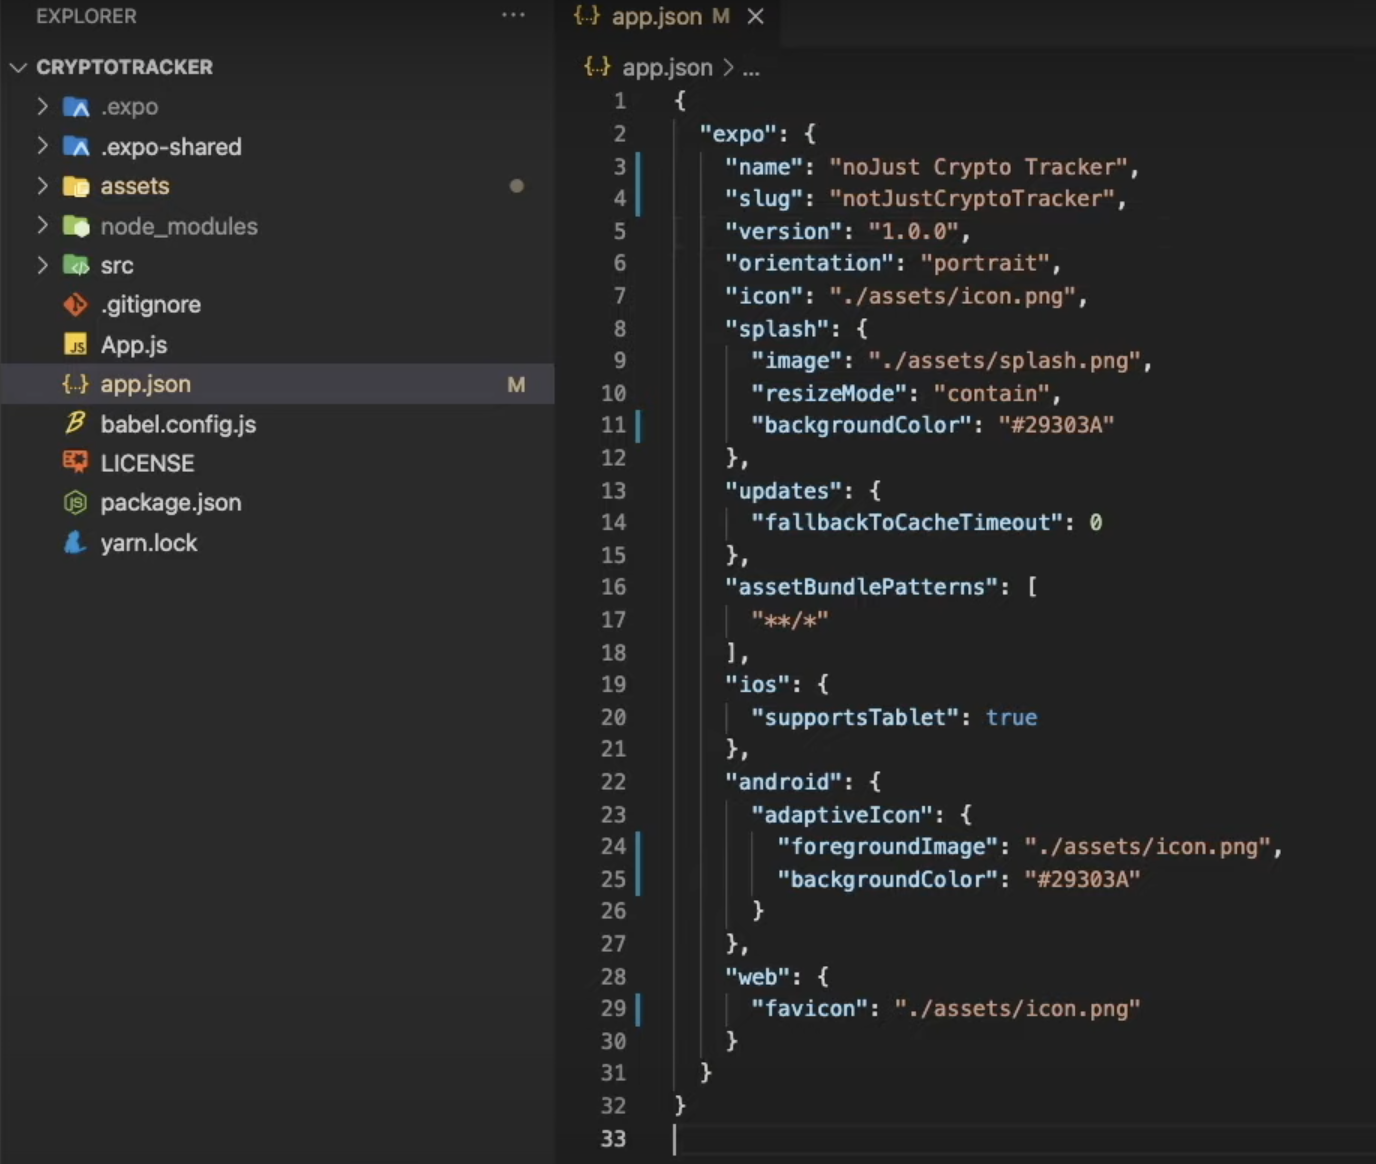 EXPLORER ...
CRYPTOTRACKER
.expo
.expo-shared
assets
node_modules
src
.gitignore
JS App.js
{..} app.json M
babel.config.js
LICENSE
package.json
yarn.lock
{..} app.json M
{..} app.json > ...
1 {
2 "expo": {
3 "name": "noJust Crypto Tracker",
4 "slug": "notJustCryptoTracker",
5 "version": "1.0.0",
6 "orientation": "portrait",
7 "icon": "./assets/icon.png",
8 "splash": {
9 "image": "./assets/splash.png",
10 "resizeMode": "contain",
11 "backgroundColor": "#29303A"
12 },
13 "updates": {
14 "fallbackToCacheTimeout": 0
15 },
16 "assetBundlePatterns": [
17 "**/*"
18 ],
19 "ios": {
20 "supportsTablet": true
21 },
22 "android": {
23 "adaptiveIcon": {
24 "foregroundImage": "./assets/icon.png",
25 "backgroundColor": "#29303A"
26 }
27 },
28 "web": {
29 "favicon": "./assets/icon.png"
30 }
31 }
32 }
33